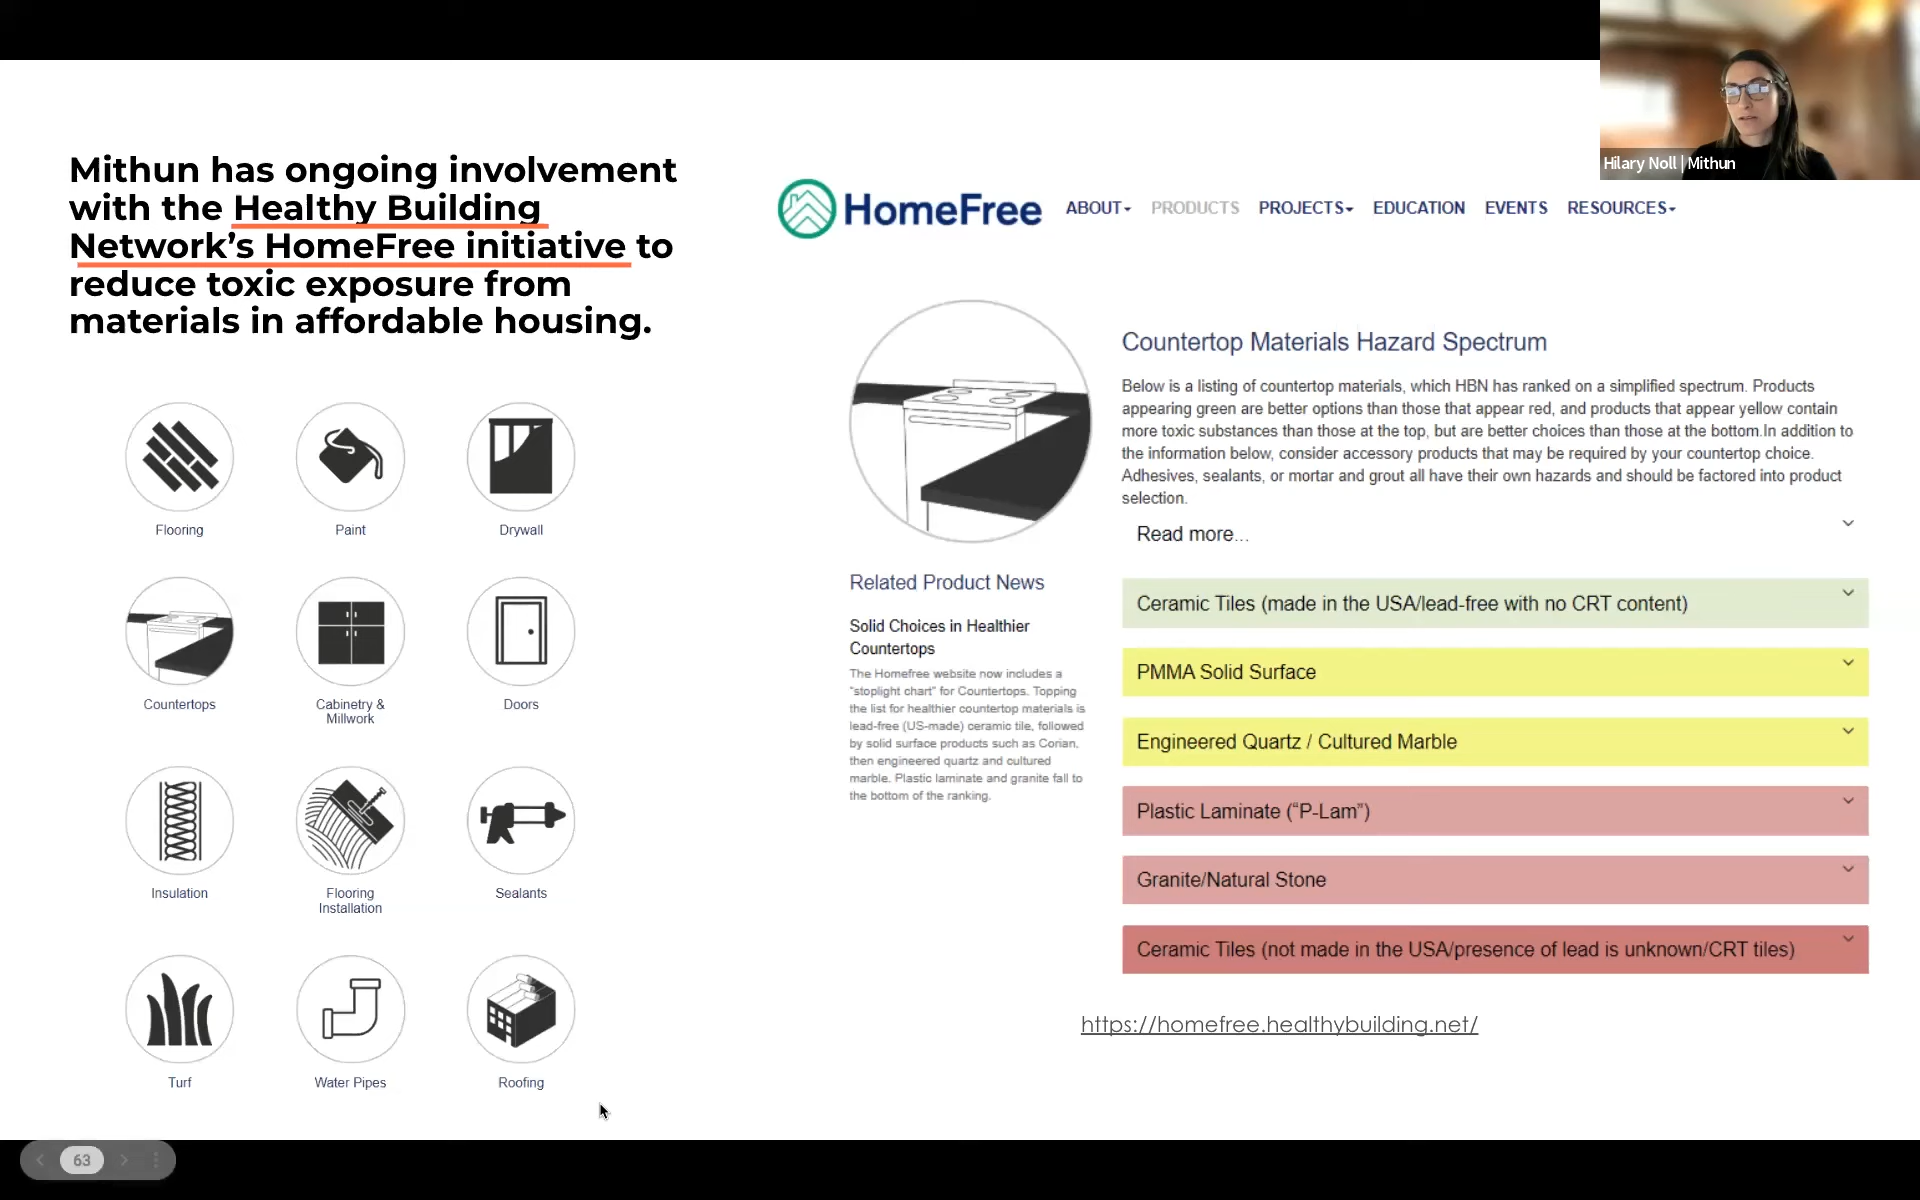 Hilary Noll | Mithun
Mithun has ongoing involvement
with the Healthy Building
Network’s HomeFree initiative to
reduce toxic exposure from
materials in affordable housing.
Flooring
Paint
Drywall
Countertops
Cabinetry &
Millwork
Doors
Insulation
Flooring
Installation
Sealants
Turf
Water Pipes
Roofing
HomeFree
ABOUT
PRODUCTS
PROJECTS
EDUCATION
EVENTS
RESOURCES
Countertop Materials Hazard Spectrum
Below is a listing of countertop materials, which HBN has ranked on a simplified spectrum. Products
appearing green are better options than those that appear red, and products that appear yellow contain
more toxic substances than those at the top, but are better choices than those at the bottom.In addition to
the information below, consider accessory products that may be required by your countertop choice.
Adhesives, sealants, or mortar and grout all have their own hazards and should be factored into product
selection.
Read more...
Related Product News
Solid Choices in Healthier
Countertops
The Homefree website now includes a
“stoplight chart” for Countertops. Topping
the list for healthier countertop materials is
lead-free (US-made) ceramic tile, followed
by solid surface products such as Corian,
then engineered quartz and cultured
marble. Plastic laminate and granite fall to
the bottom of the ranking.
Ceramic Tiles (made in the USA/lead-free with no CRT content)
PMMA Solid Surface
Engineered Quartz / Cultured Marble
Plastic Laminate (“P-Lam”)
Granite/Natural Stone
Ceramic Tiles (not made in the USA/presence of lead is unknown/CRT tiles)
https://homefree.healthybuilding.net/
63